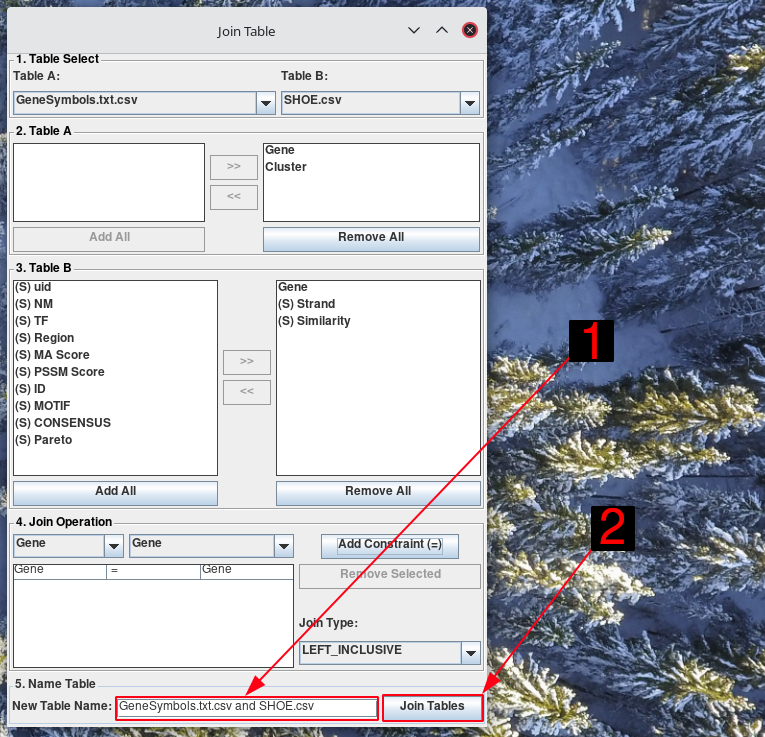 Join Table
1. Table Select
Table A:
Table B:
GeneSymbols.txt.csv
SHOE.csv
2. Table A
Gene
Cluster
>>
<<
Add All
Remove All
3. Table B
(S) uid
(S) NM
(S) TF
(S) Region
(S) MA Score
(S) PSSM Score
(S) ID
(S) MOTIF
(S) CONSENSUS
(S) Pareto
>>
<<
Gene
(S) Strand
(S) Similarity
Add All
Remove All
4. Join Operation
Gene
Gene
Add Constraint (=)
Gene = Gene
Remove Selected
Join Type:
LEFT_INCLUSIVE
5. Name Table
New Table Name: GeneSymbols.txt.csv and SHOE.csv
Join Tables
1
2